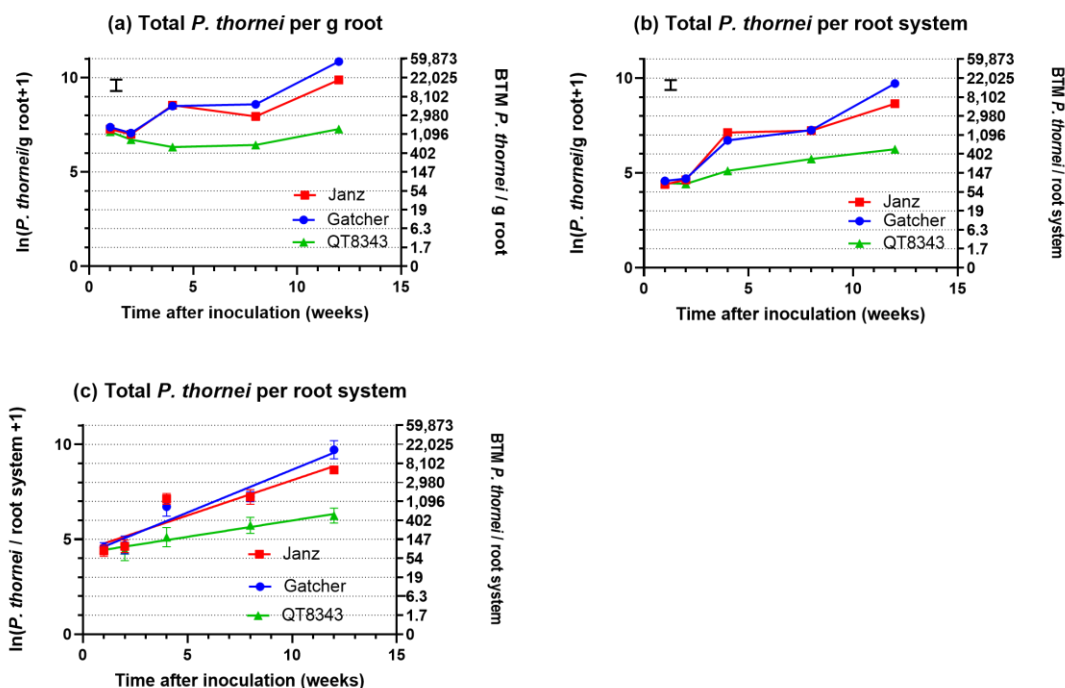 (a) Total P. thornei per g root
ln(P. thornei/g root+1)
10
5
0
0
5
10
15
Time after inoculation (weeks)
59,873
22,025
8,102
2,980
1,096
402
147
54
19
6.3
1.7
0
BTM P. thornei / g root
Janz
Gatcher
QT8343
(b) Total P. thornei per root system
ln(P. thornei/g root+1)
10
5
0
0
5
10
15
Time after inoculation (weeks)
59,873
22,025
8,102
2,980
1,096
402
147
54
19
6.3
1.7
0
BTM P. thornei / root system
Janz
Gatcher
QT8343
(c) Total P. thornei per root system
ln(P. thornei / root system +1)
10
5
0
0
5
10
15
Time after inoculation (weeks)
59,873
22,025
8,102
2,980
1,096
402
147
54
19
6.3
1.7
0
BTM P. thornei / root system
Janz
Gatcher
QT8343